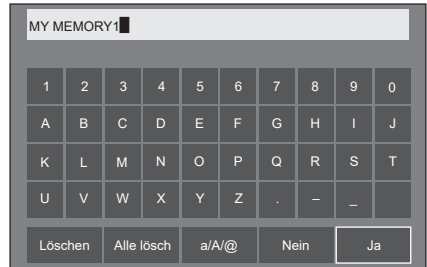 MY MEMORY1
1 2 3 4 5 6 7 8 9 0
A B C D E F G H I J
K L M N O P Q R S T
U V W X Y Z . – _
Löschen Alle lösch a/A/@ Nein Ja